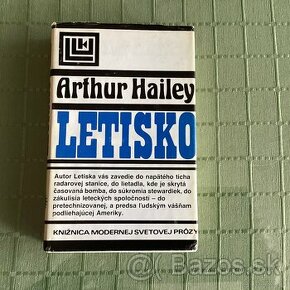 Arthur Hailey
LETISKO
Autor Letiska vás zavedie do napätého ticha
radarovej stanice, do lietadla, kde je skrytá
časovaná bomba, do súkromia stewardiek, do
zákulisia leteckých spoločností – do
pretechnizovanej, a predsa ľudským vášňam
podliehajúcej Ameriky.
KNIŽNICA MODERNEJ SVETOVEJ PRÓZY
bazos.sk